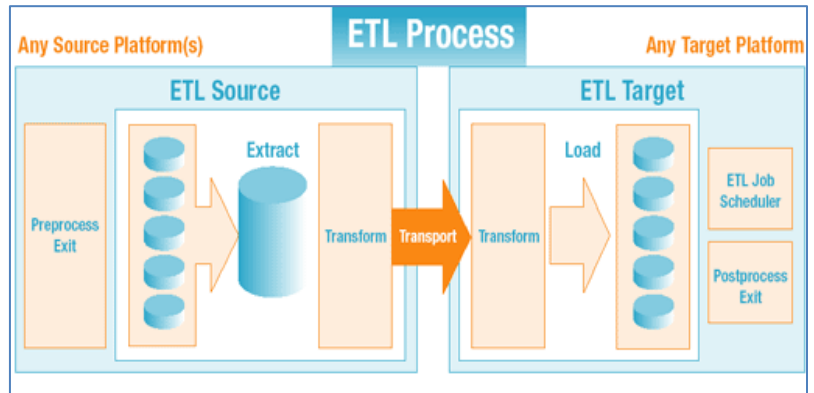 ETL Process
Any Source Platform(s)
Any Target Platform
ETL Source
ETL Target
Preprocess
Exit
Extract
Transform
Transport
Transform
Load
ETL Job
Scheduler
Postprocess
Exit